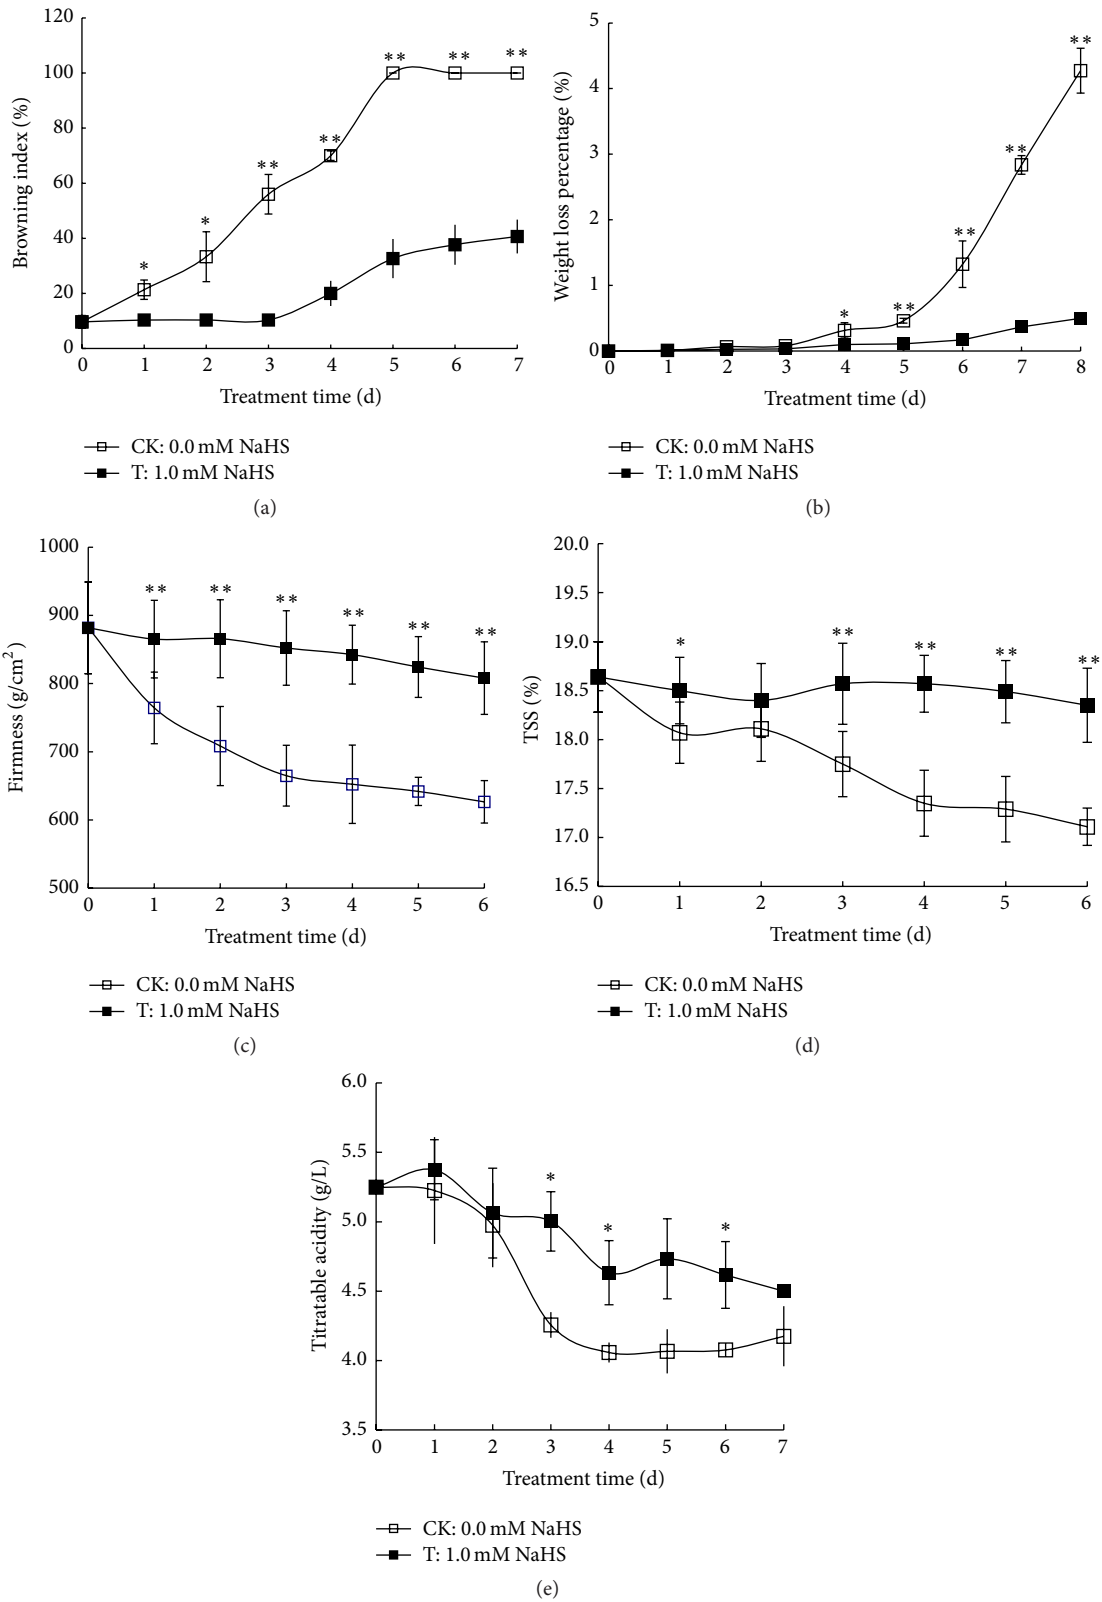 120
100
80
60
40
20
0
Browning index (%)
**
**
**
**
**
*
*
0 1 2 3 4 5 6 7
Treatment time (d)
CK: 0.0 mM NaHS
T: 1.0 mM NaHS
(a)
5
4
3
2
1
0
Weight loss percentage (%)
**
**
**
**
*
0 1 2 3 4 5 6 7 8
Treatment time (d)
CK: 0.0 mM NaHS
T: 1.0 mM NaHS
(b)
1000
900
800
700
600
500
Firmness (g/cm²)
** ** ** ** ** **
0 1 2 3 4 5 6
Treatment time (d)
CK: 0.0 mM NaHS
T: 1.0 mM NaHS
(c)
20.0
19.5
19.0
18.5
18.0
17.5
17.0
16.5
TSS (%)
* ** ** ** **
0 1 2 3 4 5 6
Treatment time (d)
CK: 0.0 mM NaHS
T: 1.0 mM NaHS
(d)
6.0
5.5
5.0
4.5
4.0
3.5
Titratable acidity (g/L)
* * *
0 1 2 3 4 5 6 7
Treatment time (d)
CK: 0.0 mM NaHS
T: 1.0 mM NaHS
(e)